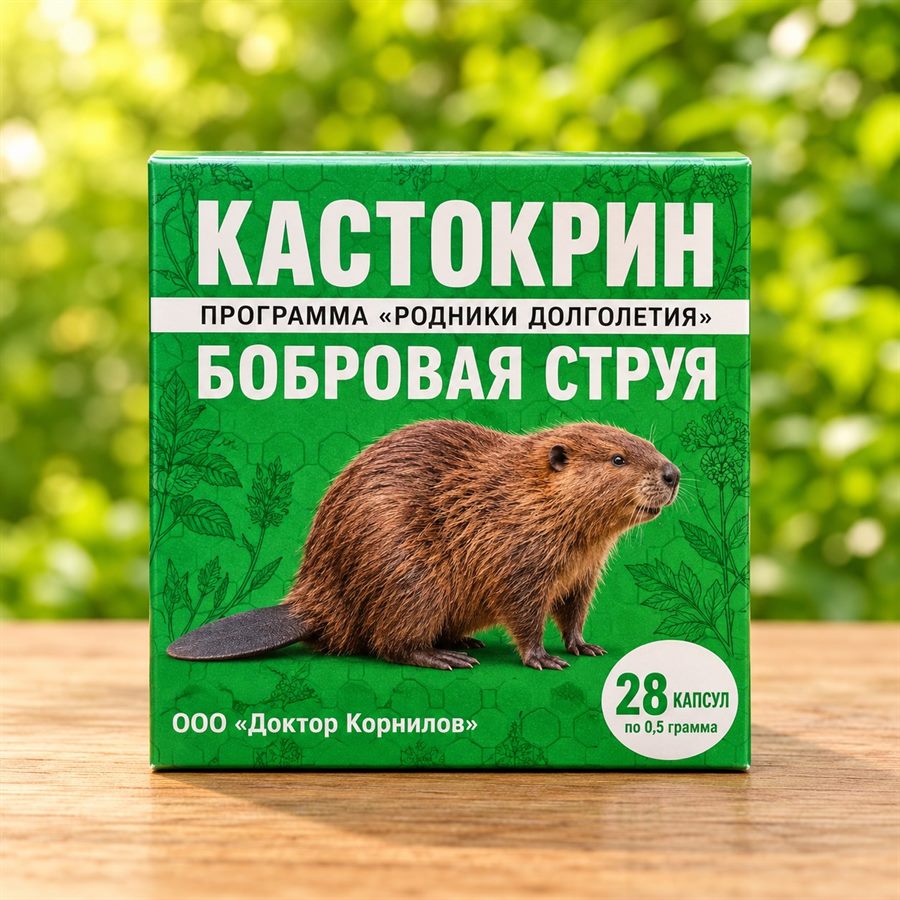 КАСТОКРИН
ПРОГРАММА «РОДНИКИ ДОЛГОЛЕТИЯ»
БОБРОВАЯ СТРУЯ
28 КАПСУЛ
по 0,5 грамма
ООО «Доктор Корнилов»